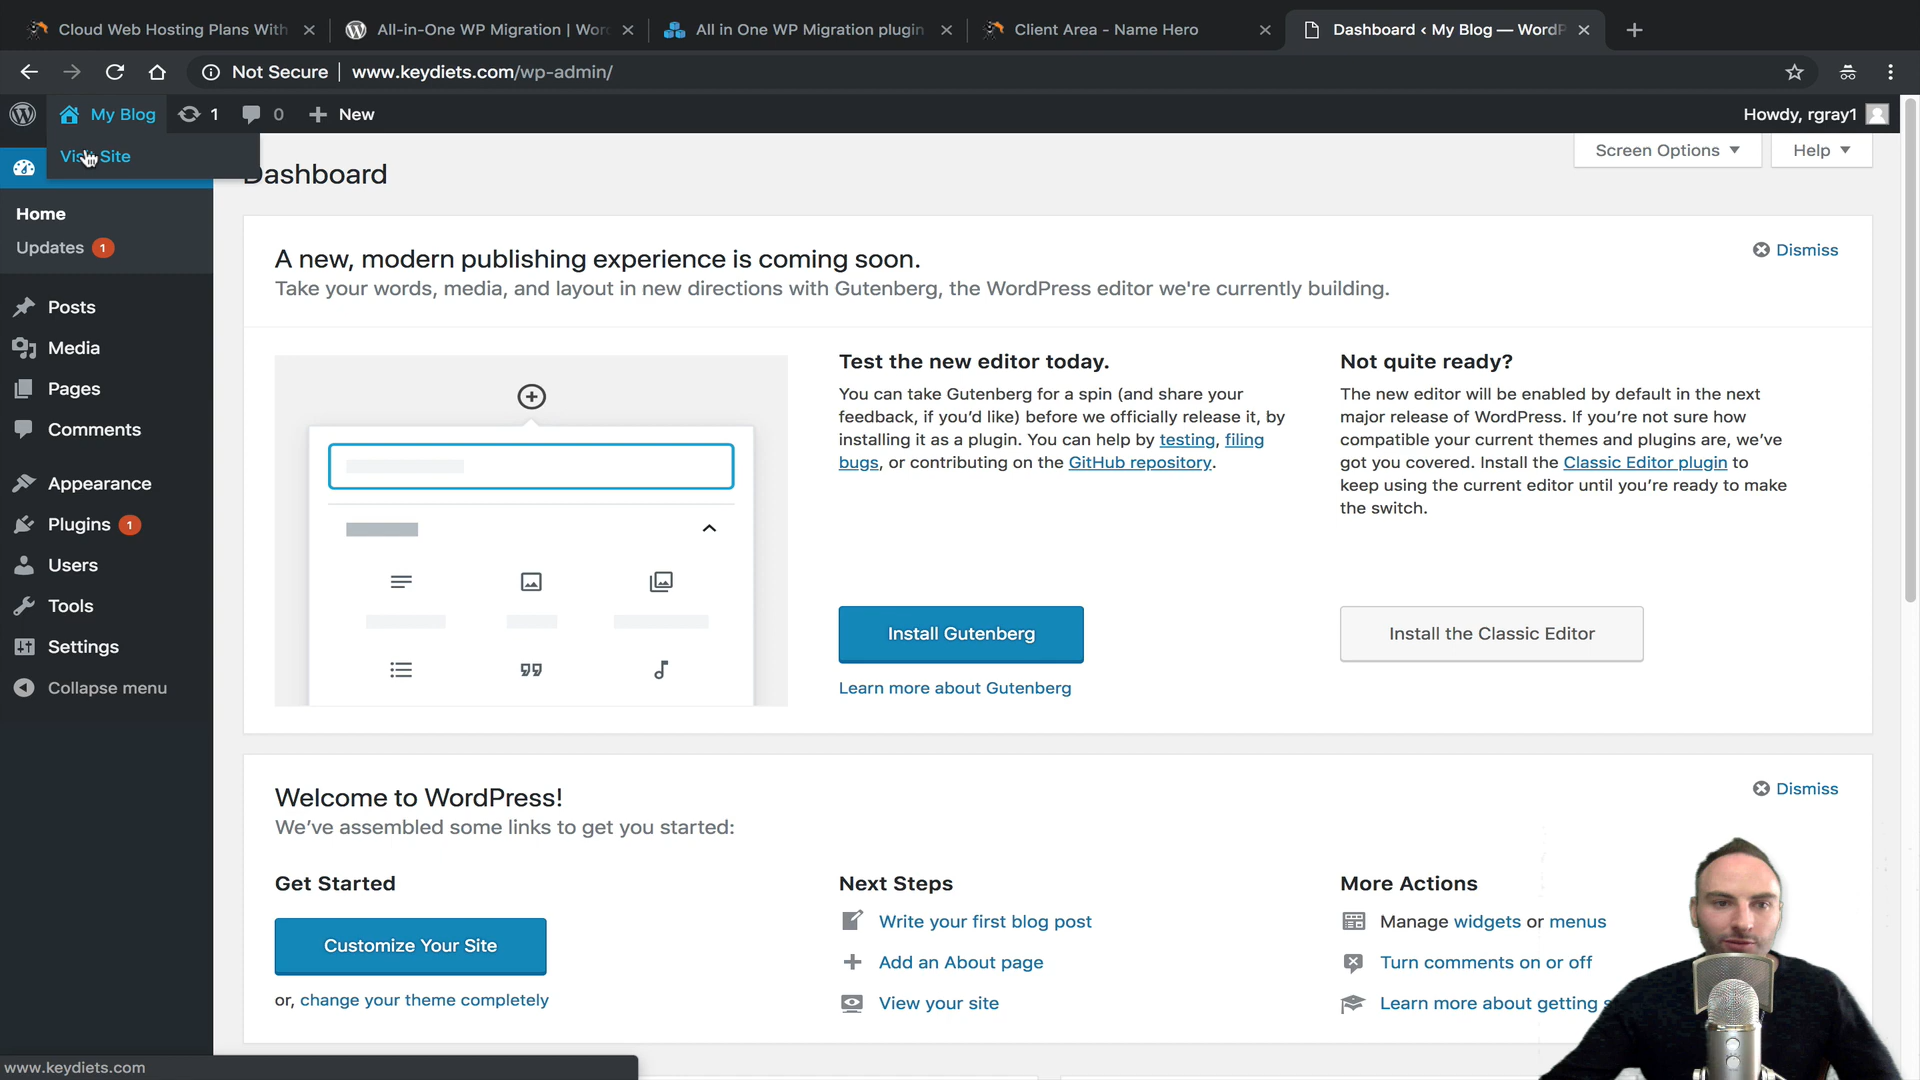 Cloud Web Hosting Plans With
All-in-One WP Migration | Word
All in One WP Migration plugin
Client Area - Name Hero
Dashboard ‹ My Blog — WordP
Not Secure
www.keydiets.com/wp-admin/
My Blog
1
0
New
Howdy, rgray1
Visit Site
Dashboard
Screen Options
Help
Home
Updates 1
Posts
Media
Pages
Comments
Appearance
Plugins 1
Users
Tools
Settings
Collapse menu
A new, modern publishing experience is coming soon.
Dismiss
Take your words, media, and layout in new directions with Gutenberg, the WordPress editor we're currently building.
Test the new editor today.
You can take Gutenberg for a spin (and share your
feedback, if you'd like) before we officially release it, by
installing it as a plugin. You can help by testing, filing
bugs, or contributing on the GitHub repository.
Install Gutenberg
Learn more about Gutenberg
Not quite ready?
The new editor will be enabled by default in the next
major release of WordPress. If you're not sure how
compatible your current themes and plugins are, we've
got you covered. Install the Classic Editor plugin to
keep using the current editor until you're ready to make
the switch.
Install the Classic Editor
Welcome to WordPress!
Dismiss
We've assembled some links to get you started:
Get Started
Customize Your Site
or, change your theme completely
Next Steps
Write your first blog post
Add an About page
View your site
More Actions
Manage widgets or menus
Turn comments on or off
Learn more about getting
www.keydiets.com